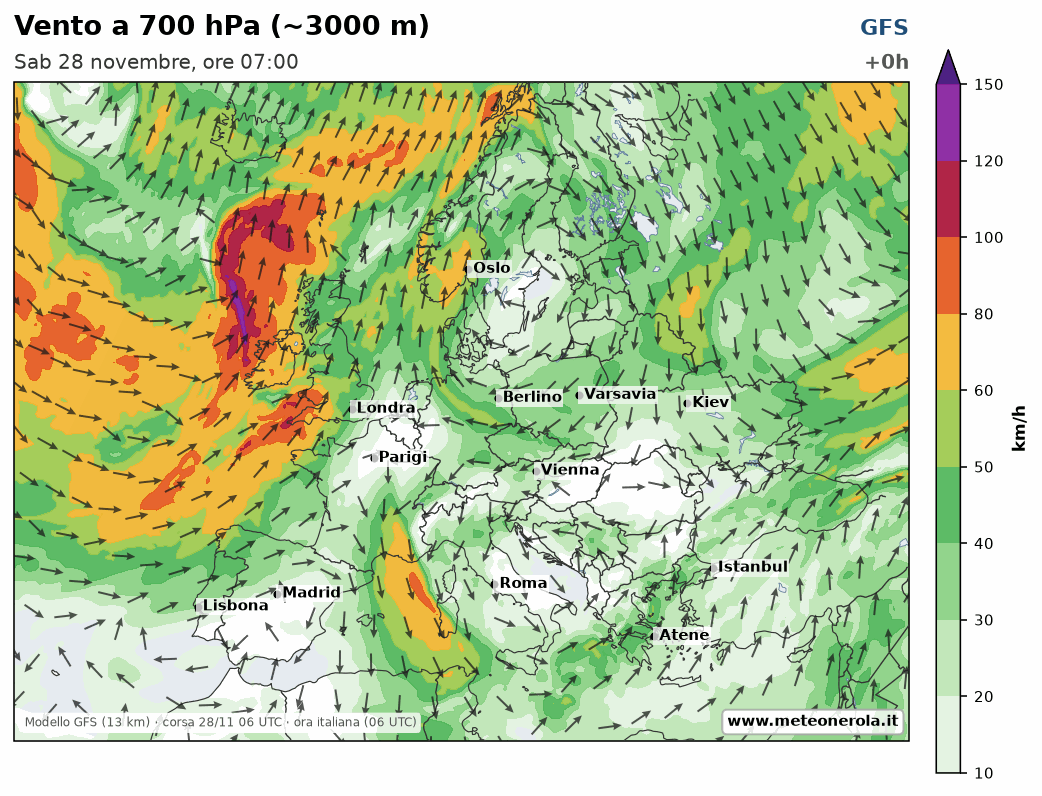 Vento a 700 hPa (~3000 m)
GFS
Sab 28 novembre, ore 07:00
+0h
150
120
100
80
60
50
40
30
20
10
km/h
Oslo
Berlino
Varsavia
Kiev
Londra
Parigi
Vienna
Istanbul
Roma
Madrid
Lisbona
Atene
Modello GFS (13 km) · corsa 28/11 06 UTC · ora italiana (06 UTC)
www.meteonerola.it